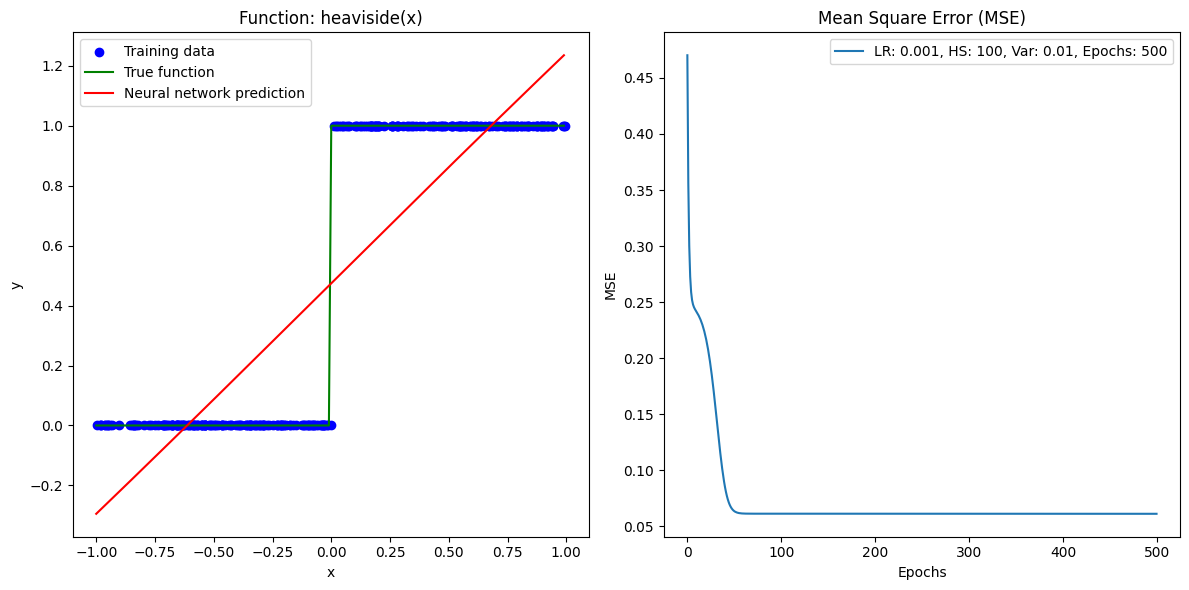 Function: heaviside(x)
Training data
True function
Neural network prediction
1.2
1.0
0.8
0.6
0.4
0.2
0.0
−0.2
y
−1.00 −0.75 −0.50 −0.25 0.00 0.25 0.50 0.75 1.00
x
Mean Square Error (MSE)
LR: 0.001, HS: 100, Var: 0.01, Epochs: 500
0.45
0.40
0.35
0.30
0.25
0.20
0.15
0.10
0.05
MSE
0 100 200 300 400 500
Epochs